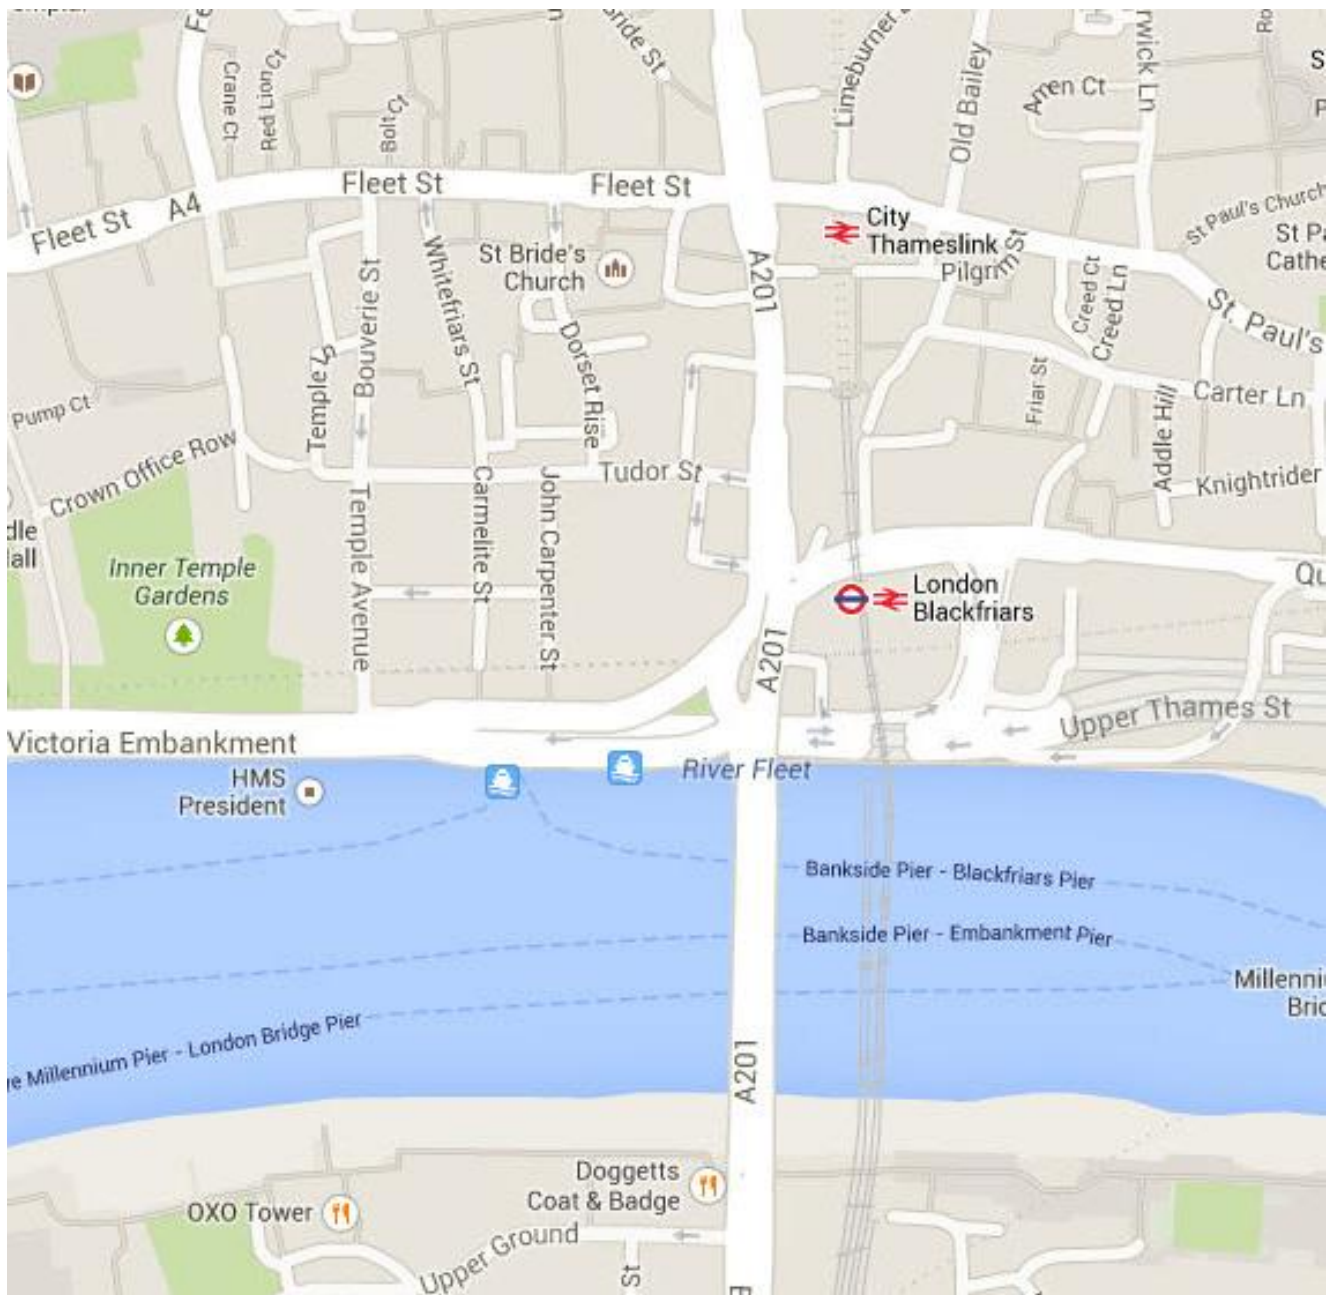 Crane Ct
Red Lion Ct
Bolt Ct
Bride St
Limeburner
Old Bailey
Amen Ct
rwick Ln
Fleet St
A4
Fleet St
Fleet St
St Paul's Church
City
Thameslink
Pilgrim St
A201
St Bride's
Church
Whitefriars St
Bouverie St
Temple
Dorset Rise
Creed Ct
Creed Ln
St. Paul's
Friar St
Carter Ln
Addle Hill
Knightrider
Pump Ct
Crown Office Row
Tudor St
Inner Temple
Gardens
Temple Avenue
Carmelite St
John Carpenter St
London
Blackfriars
A201
Upper Thames St
Victoria Embankment
River Fleet
HMS
President
Bankside Pier - Blackfriars Pier
Bankside Pier - Embankment Pier
Millennium Pier - London Bridge Pier
A201
Doggetts
Coat & Badge
OXO Tower
Upper Ground
St